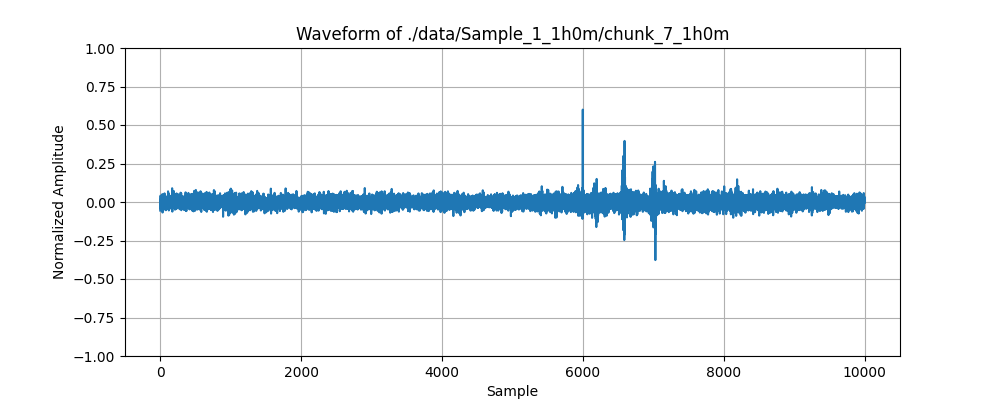 Waveform of ./data/Sample_1_1h0m/chunk_7_1h0m
1.00
0.75
0.50
0.25
0.00
−0.25
−0.50
−0.75
−1.00
Normalized Amplitude
0 2000 4000 6000 8000 10000
Sample